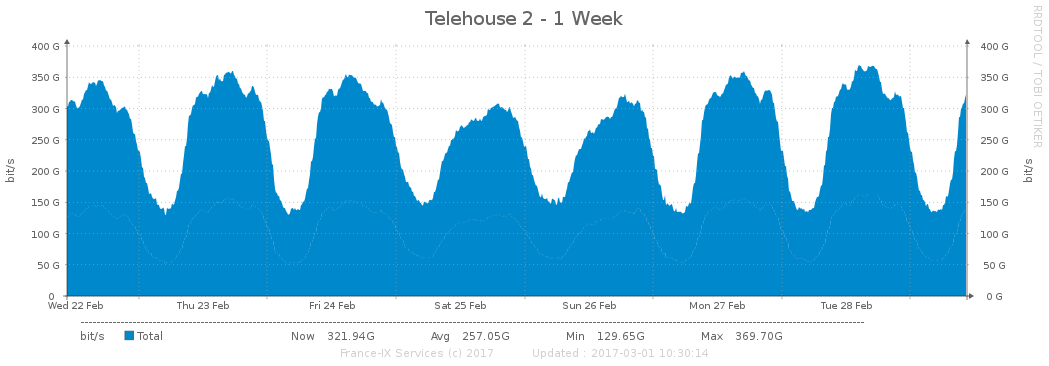 Telehouse 2 - 1 Week
RRDTOOL / TOBI OETIKER
400 G 400 G
350 G 350 G
300 G 300 G
250 G 250 G
200 G 200 G
150 G 150 G
100 G 100 G
50 G 50 G
0 0 G
bit/s bit/s
Wed 22 Feb Thu 23 Feb Fri 24 Feb Sat 25 Feb Sun 26 Feb Mon 27 Feb Tue 28 Feb
bit/s Total Now 321.94G Avg 257.05G Min 129.65G Max 369.70G
France-IX Services (c) 2017 Updated : 2017-03-01 10:30:14